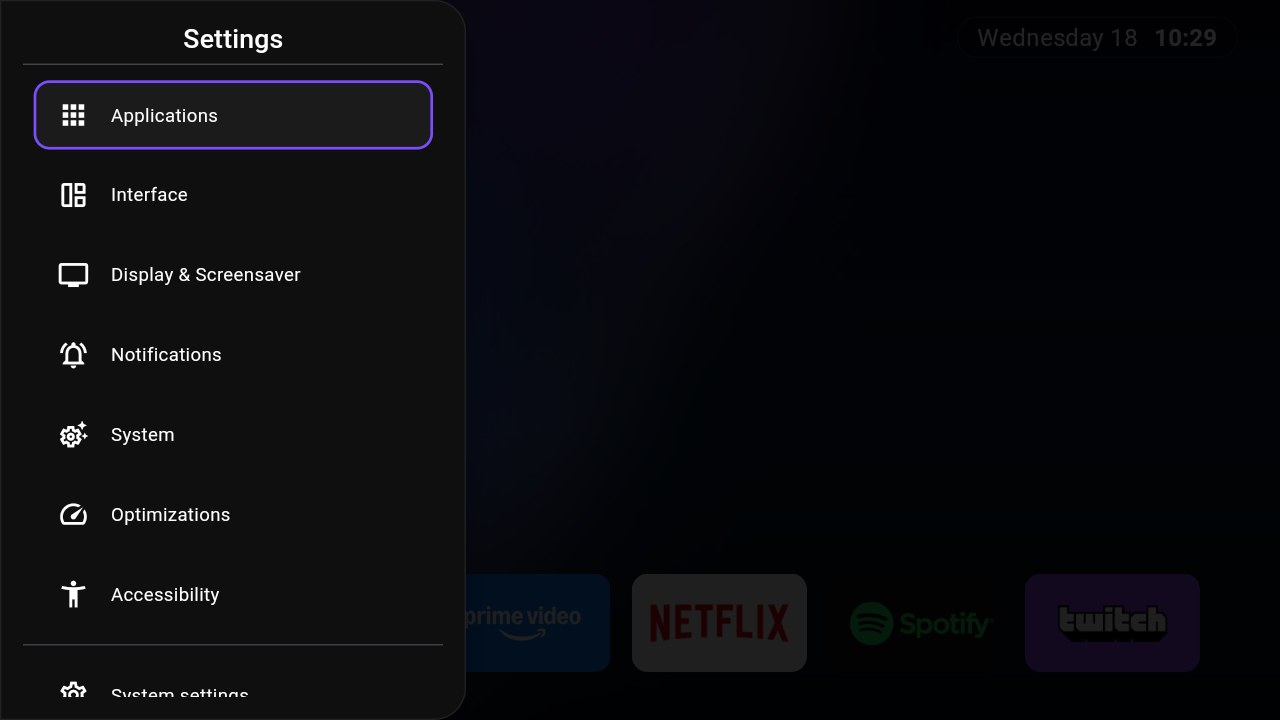 Settings
Wednesday 18 10:29
Applications
Interface
Display & Screensaver
Notifications
System
Optimizations
Accessibility
prime video
NETFLIX
Spotify
twitch
System settings